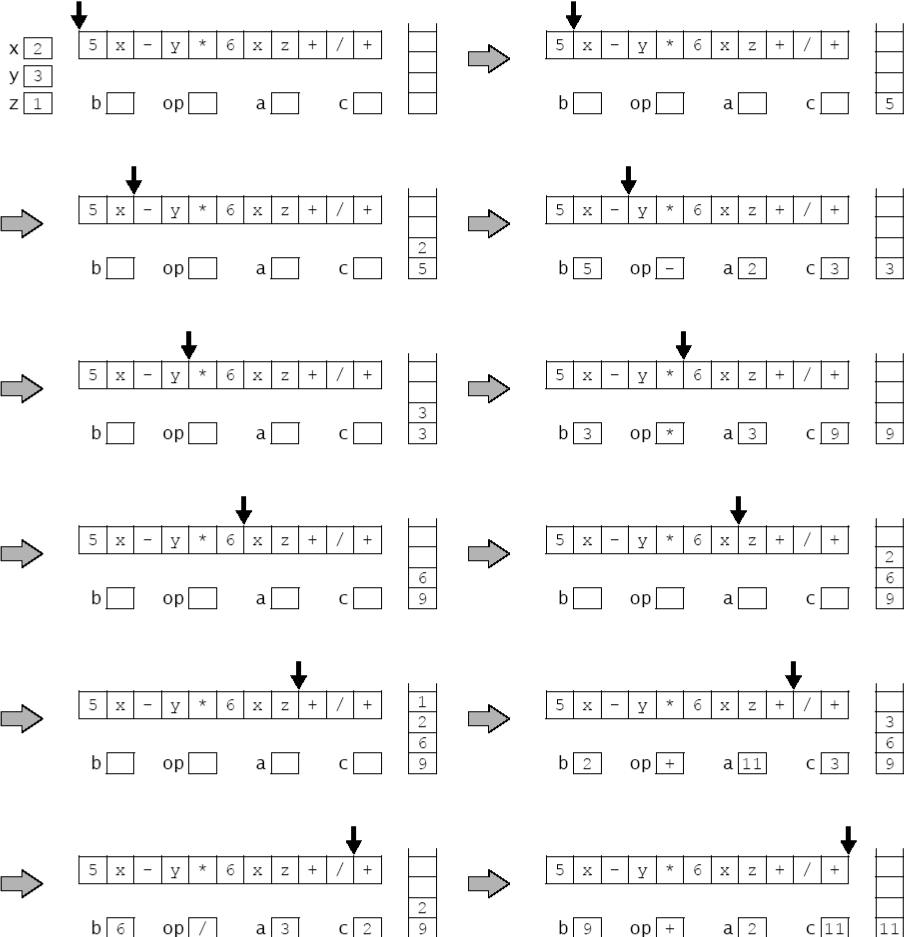 5 x - y * 6 x z + / +
x 2
y 3
z 1
b op a c
5 x - y * 6 x z + / +
b op a c
5
5 x - y * 6 x z + / +
b op a c
2
5
5 x - y * 6 x z + / +
b 5 op - a 2 c 3
3
5 x - y * 6 x z + / +
b op a c
3
3
5 x - y * 6 x z + / +
b 3 op * a 3 c 9
9
5 x - y * 6 x z + / +
b op a c
6
9
5 x - y * 6 x z + / +
b op a c
2
6
9
5 x - y * 6 x z + / +
b op a c
1
2
6
9
5 x - y * 6 x z + / +
b 2 op + a 11 c 3
3
6
9
5 x - y * 6 x z + / +
b 6 op / a 3 c 2
2
9
5 x - y * 6 x z + / +
b 9 op + a 2 c 11
11